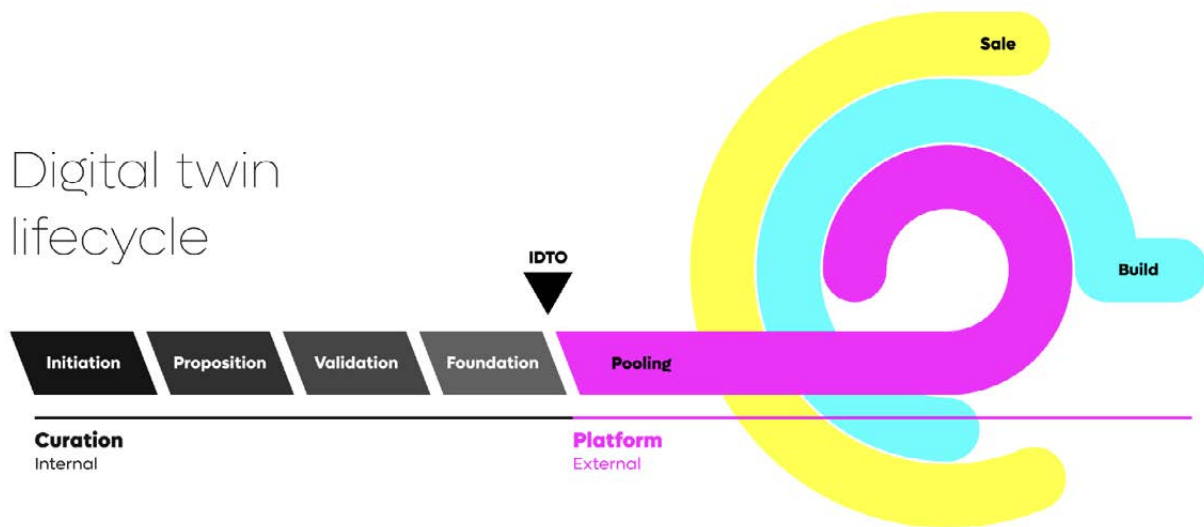 Sale
Digital twin
lifecycle
IDTO
Build
Initiation
Proposition
Validation
Foundation
Pooling
Curation
Internal
Platform
External